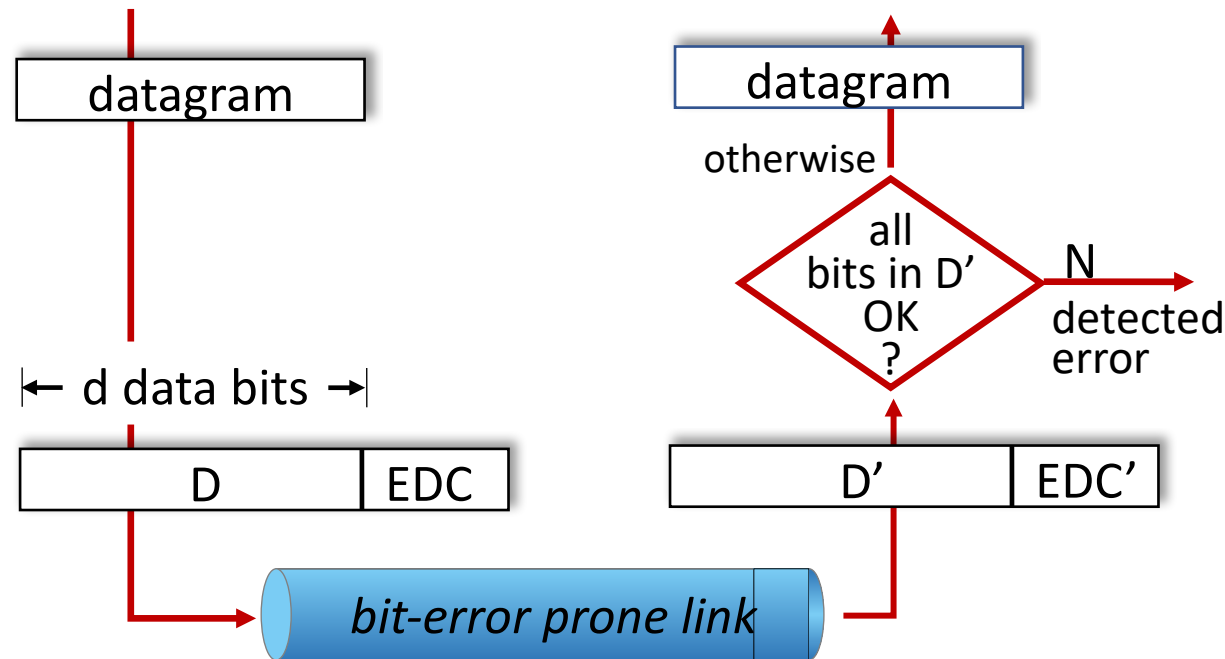 datagram
d data bits
D
EDC
bit-error prone link
D’
EDC’
all
bits in D’
OK
?
N
detected
error
otherwise
datagram